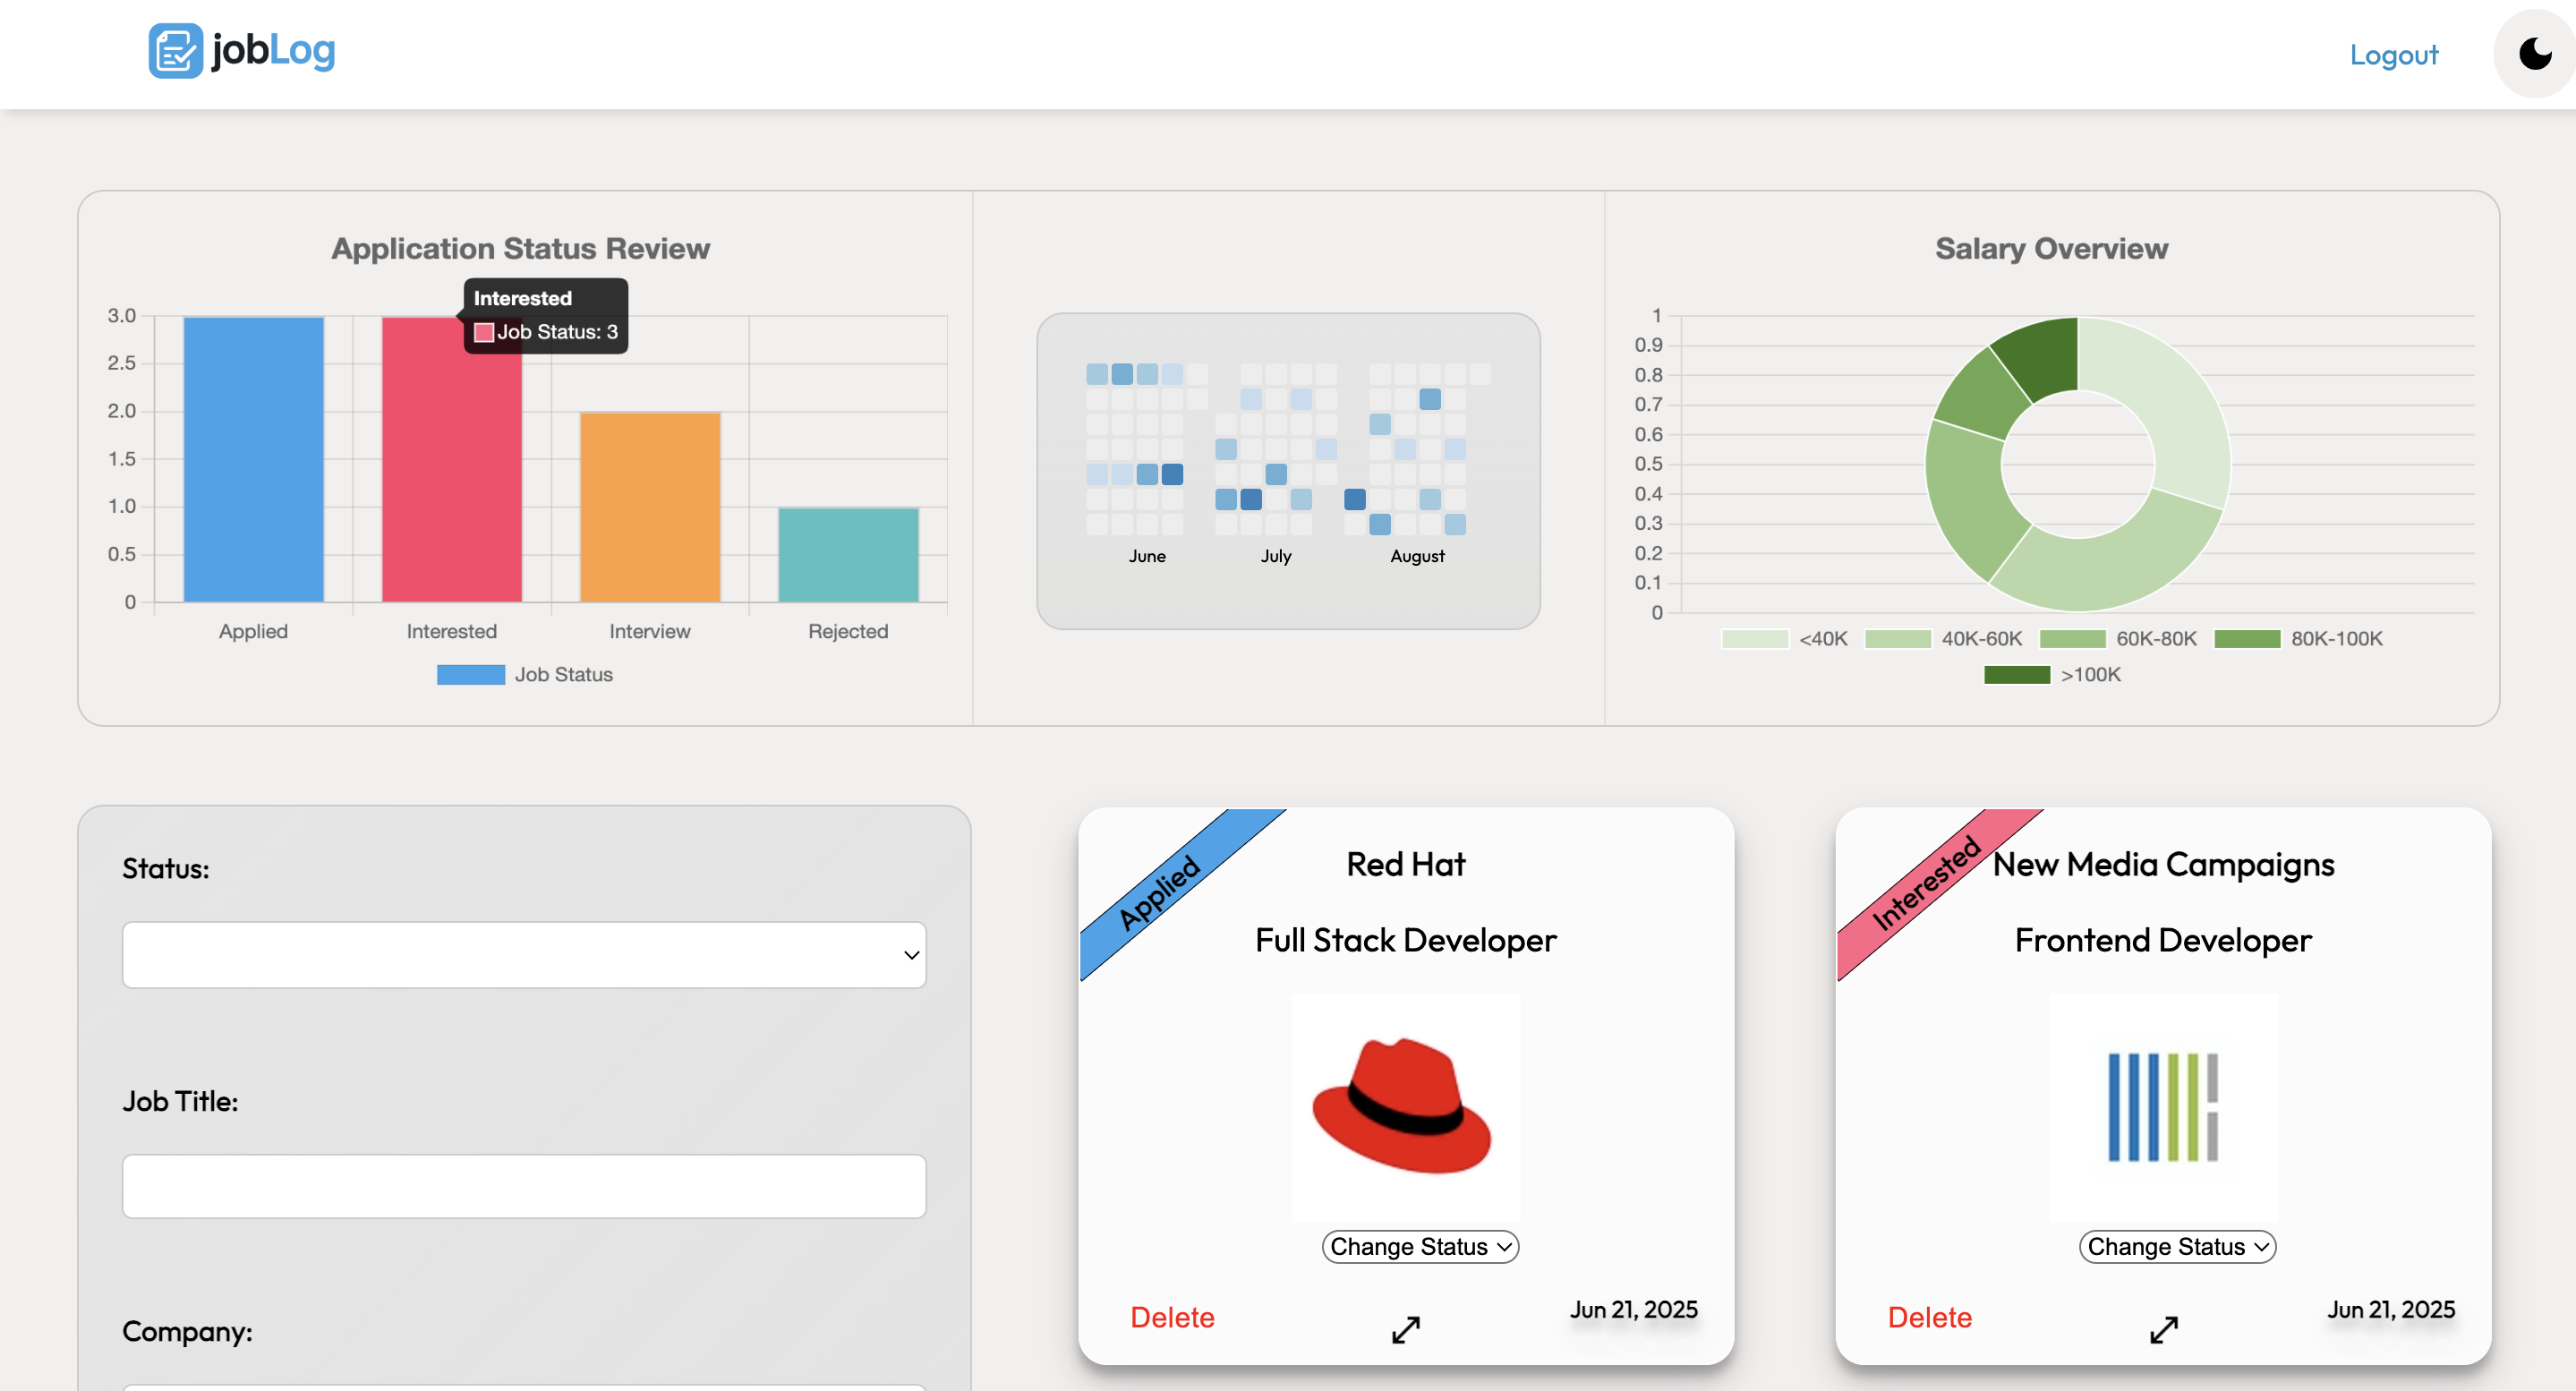 jobLog
Logout
Application Status Review
Interested
Job Status: 3
3.0
2.5
2.0
1.5
1.0
0.5
0
Applied
Interested
Interview
Rejected
Job Status
June
July
August
Salary Overview
1
0.9
0.8
0.7
0.6
0.5
0.4
0.3
0.2
0.1
0
<40K
40K-60K
60K-80K
80K-100K
>100K
Status:
Job Title:
Company:
Applied
Red Hat
Full Stack Developer
Change Status
Delete
Jun 21, 2025
Interested
New Media Campaigns
Frontend Developer
Change Status
Delete
Jun 21, 2025